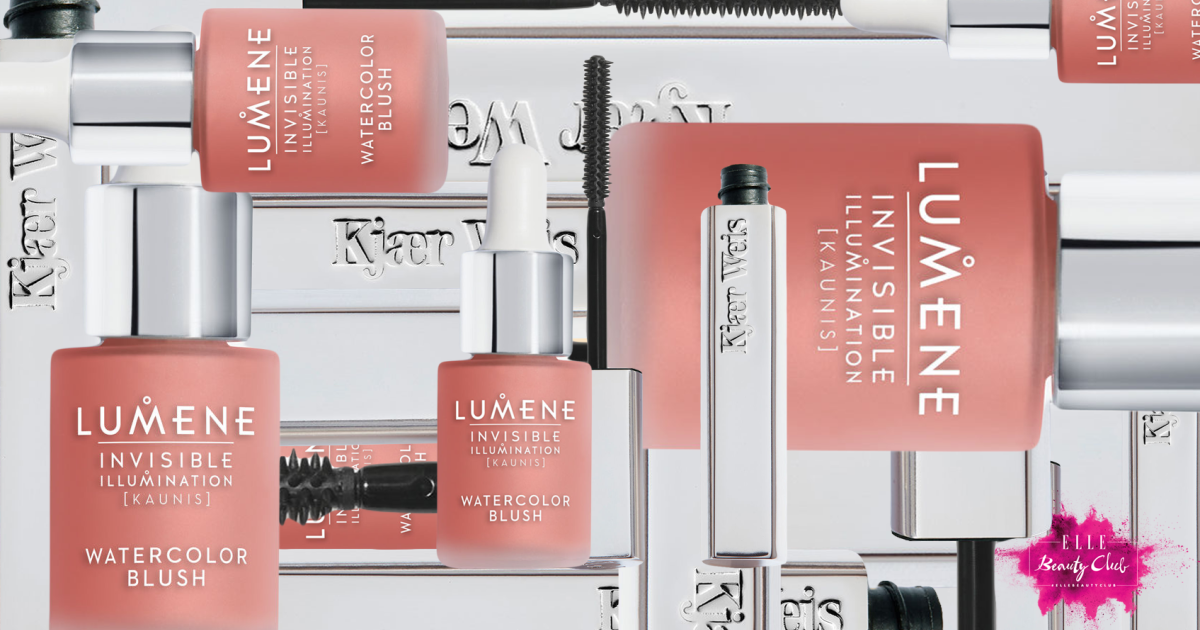 LUMENE
INVISIBLE
ILLUMINATION
[KAUNIS]
WATERCOLOR
BLUSH
Kjær Weis
Kjær Weis
Kjær W
LUMENE
INVISIBLE
ILLUMINATION
[KAUNIS]
Kjær Weis
LUMENE
INVISIBLE
ILLUMINATION
[KAUNIS]
WATERCOLOR
BLUSH
LUMENE
INVISIBLE
ILLUMINATION
[KAUNIS]
WATERCOLOR
BLUSH
ELLE
Beauty Club
#ELLEBEAUTYCLUB